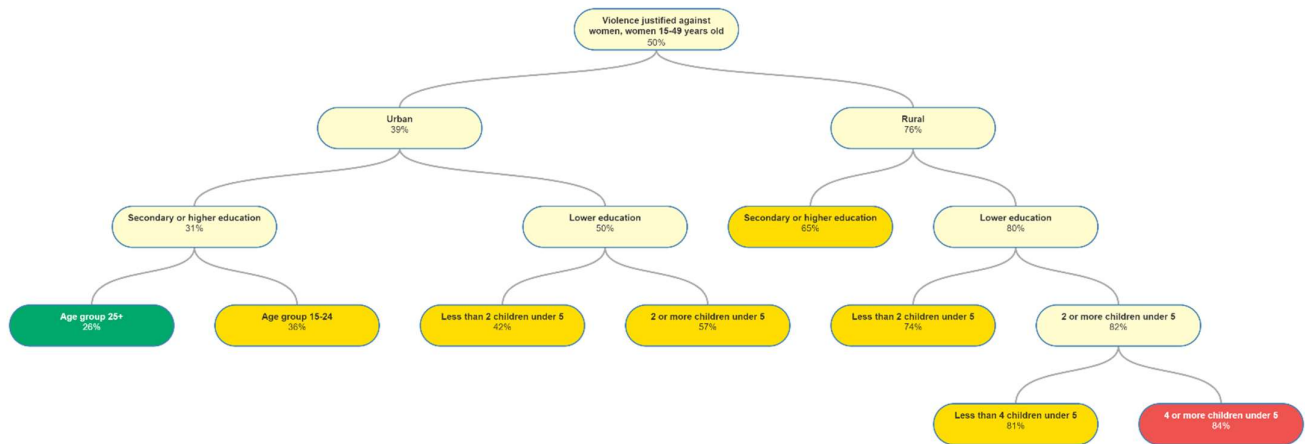 Violence justified against
women, women 15-49 years old
50%
Urban
39%
Rural
76%
Secondary or higher education
31%
Lower education
50%
Secondary or higher education
65%
Lower education
80%
Age group 25+
26%
Age group 15-24
36%
Less than 2 children under 5
42%
2 or more children under 5
57%
Less than 2 children under 5
74%
2 or more children under 5
82%
Less than 4 children under 5
81%
4 or more children under 5
84%